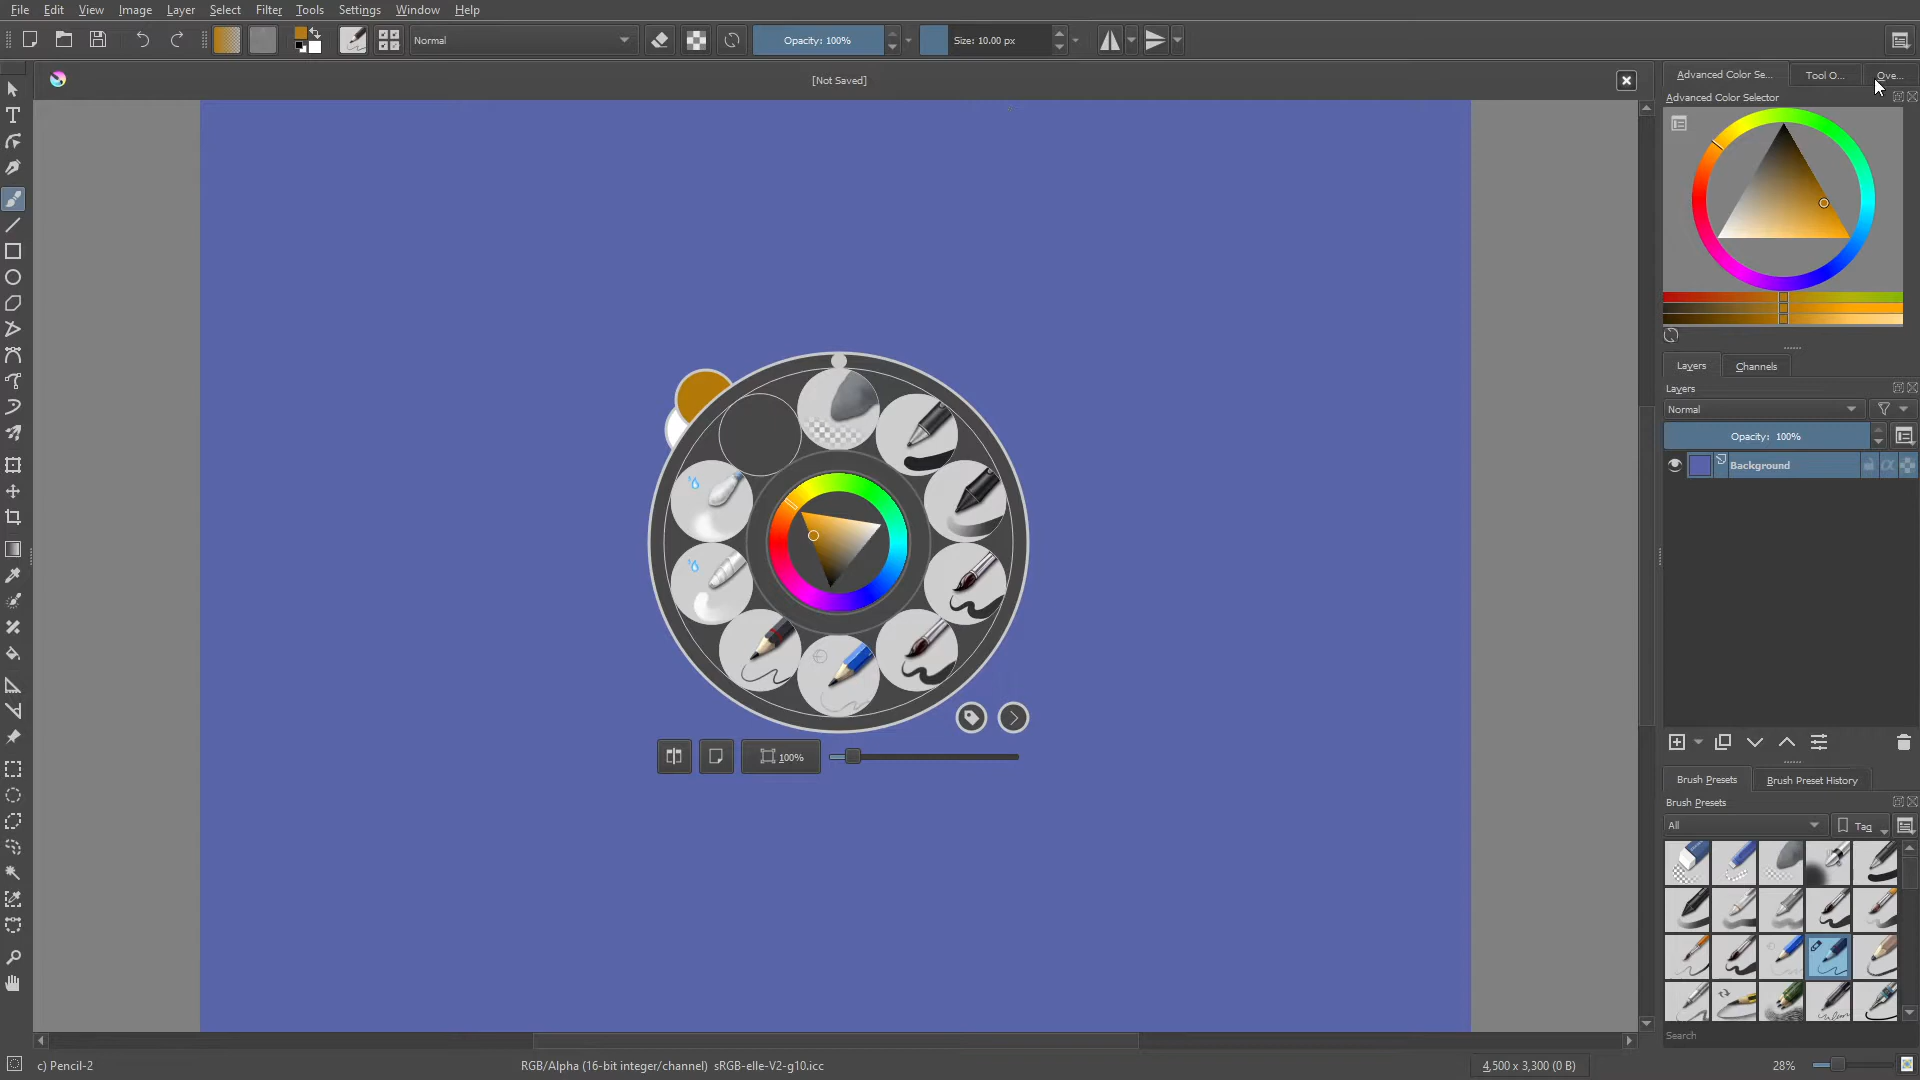 File Edit View Image Layer Select Filter Tools Settings Window Help
Normal Opacity: 100% Size: 10.00 px
[Not Saved]
Advanced Color Se... Tool O... Ove...
Advanced Color Selector
Layers Channels
Layers
Normal
Opacity: 100%
Background
100%
Brush Presets Brush Preset History
Brush Presets
All Tag
Search
c) Pencil-2 RGB/Alpha (16-bit integer/channel) sRGB-elle-V2-g10.icc 4,500 x 3,300 (0 B) 28%